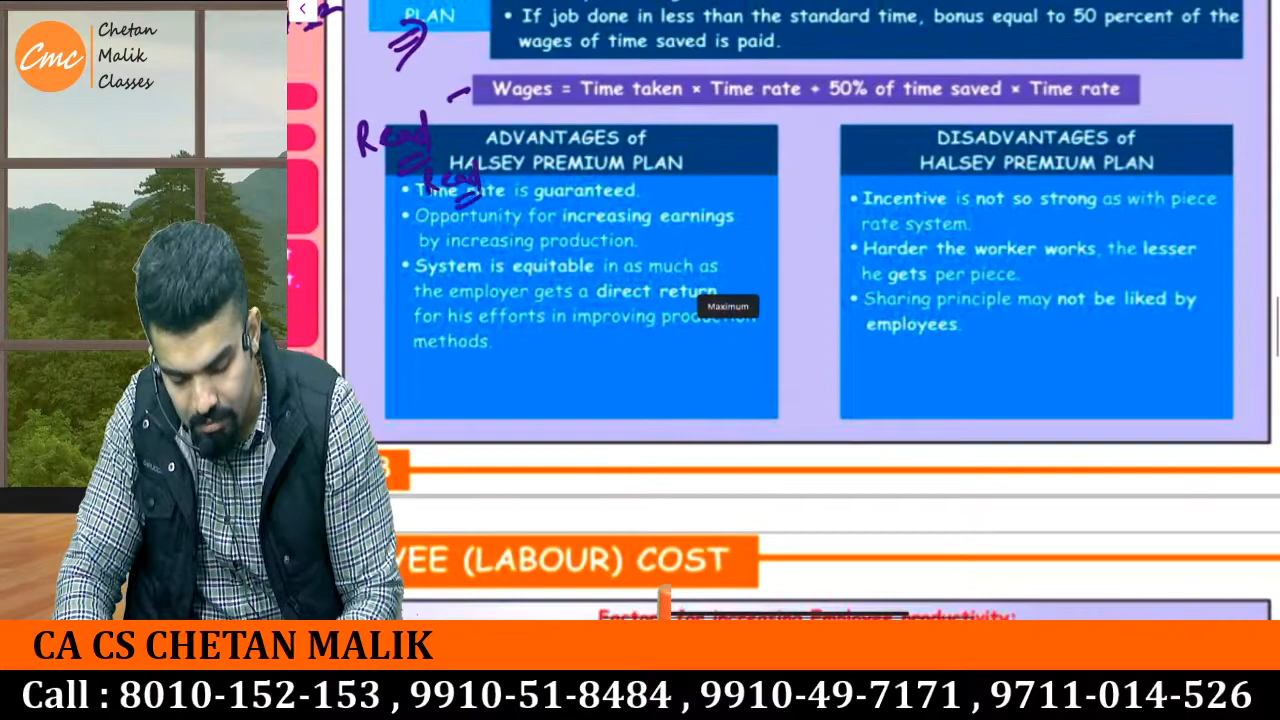 Cmc
Chetan
Malik
Classes
PLAN
• If job done in less than the standard time, bonus equal to 50 percent of the
wages of time saved is paid.
Wages = Time taken × Time rate + 50% of time saved × Time rate
Read
ADVANTAGES of
HALSEY PREMIUM PLAN
Read
• Time rate is guaranteed.
• Opportunity for increasing earnings
by increasing production.
• System is equitable in as much as
the employer gets a direct return
for his efforts in improving production
methods.
Maximum
DISADVANTAGES of
HALSEY PREMIUM PLAN
• Incentive is not so strong as with piece
rate system.
• Harder the worker works, the lesser
he gets per piece.
• Sharing principle may not be liked by
employees.
(LABOUR) COST
for increasing Employee productivity:
CA CS CHETAN MALIK
Call : 8010-152-153 , 9910-51-8484 , 9910-49-7171 , 9711-014-526